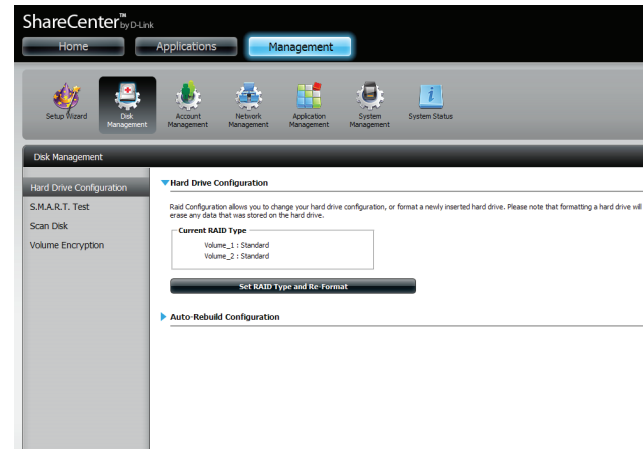 ShareCenter™ by D-Link
Home Applications Management
Setup Wizard Disk Management Account Management Network Management Application Management System Management System Status
Disk Management
Hard Drive Configuration
S.M.A.R.T. Test
Scan Disk
Volume Encryption
Hard Drive Configuration
Raid Configuration allows you to change your hard drive configuration, or format a newly inserted hard drive. Please note that formatting a hard drive will
erase any data that was stored on the hard drive.
Current RAID Type
Volume_1 : Standard
Volume_2 : Standard
Set RAID Type and Re-Format
Auto-Rebuild Configuration